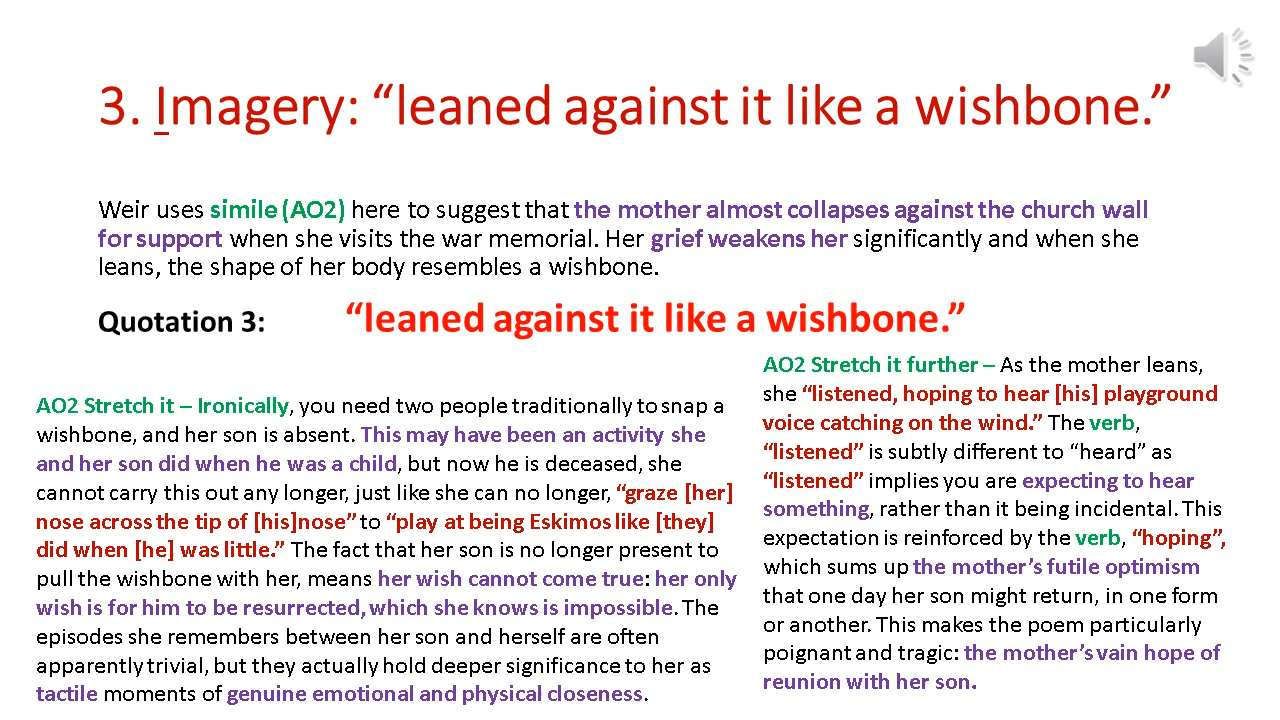 3. Imagery: “leaned against it like a wishbone.”
Weir uses simile (AO2) here to suggest that the mother almost collapses against the church wall
for support when she visits the war memorial. Her grief weakens her significantly and when she
leans, the shape of her body resembles a wishbone.
Quotation 3: “leaned against it like a wishbone.”
AO2 Stretch it – Ironically, you need two people traditionally to snap a
wishbone, and her son is absent. This may have been an activity she
and her son did when he was a child, but now he is deceased, she
cannot carry this out any longer, just like she can no longer, “graze [her]
nose across the tip of [his]nose” to “play at being Eskimos like [they]
did when [he] was little.” The fact that her son is no longer present to
pull the wishbone with her, means her wish cannot come true: her only
wish is for him to be resurrected, which she knows is impossible. The
episodes she remembers between her son and herself are often
apparently trivial, but they actually hold deeper significance to her as
tactile moments of genuine emotional and physical closeness.
AO2 Stretch it further – As the mother leans,
she “listened, hoping to hear [his] playground
voice catching on the wind.” The verb,
“listened” is subtly different to “heard” as
“listened” implies you are expecting to hear
something, rather than it being incidental. This
expectation is reinforced by the verb, “hoping”,
which sums up the mother’s futile optimism
that one day her son might return, in one form
or another. This makes the poem particularly
poignant and tragic: the mother’s vain hope of
reunion with her son.